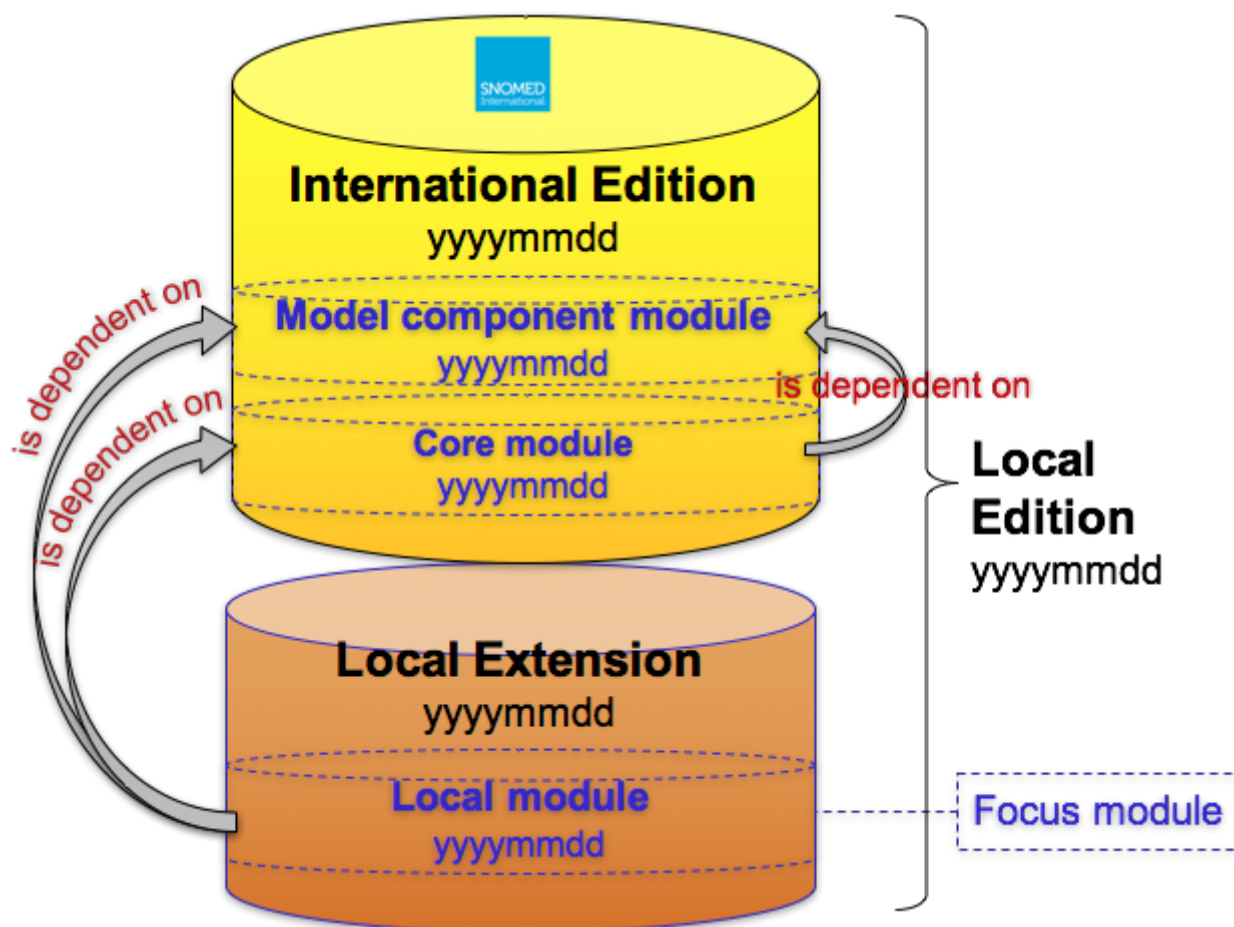 SNOMED
International
International Edition
yyyymmdd
Model component module
yyyymmdd
Core module
yyyymmdd
is dependent on
is dependent on
is dependent on
Local
Edition
yyyymmdd
Local Extension
yyyymmdd
Local module
yyyymmdd
Focus module